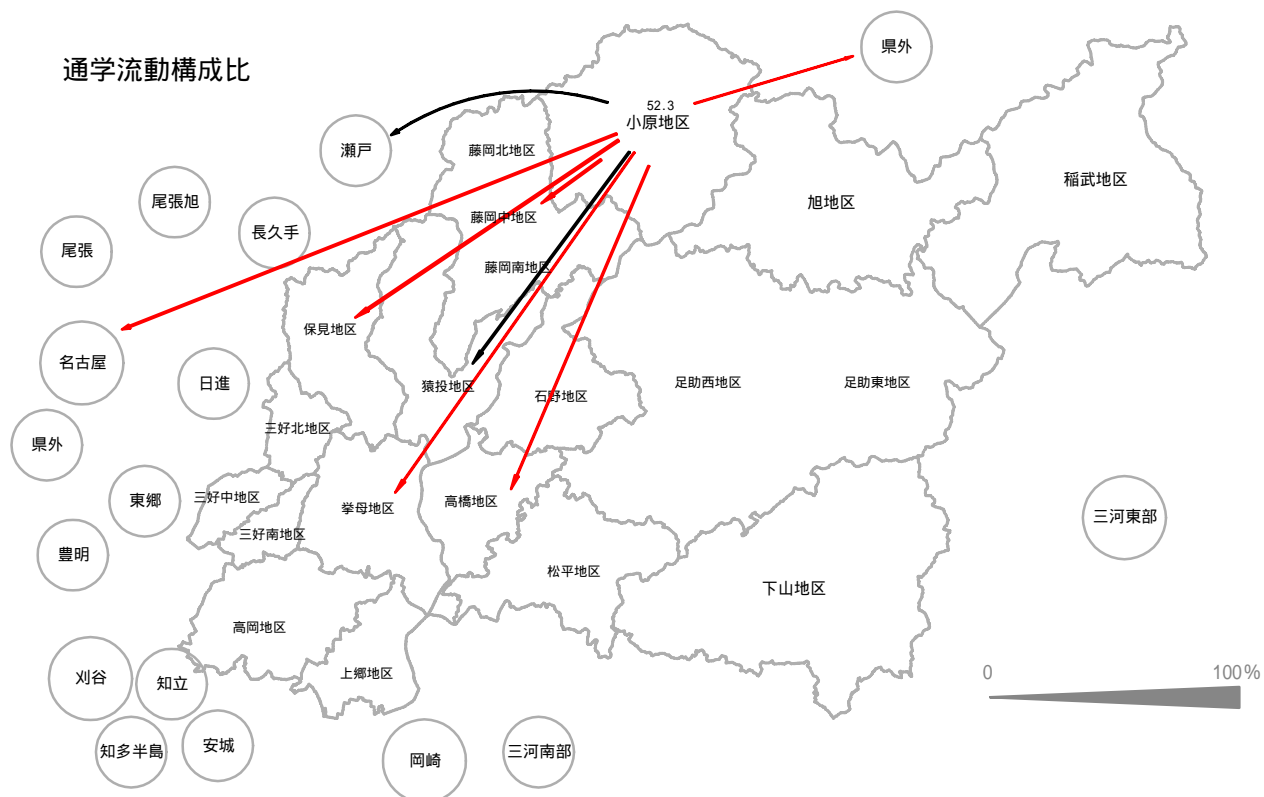 通学流動構成比
県外
52.3
小原地区
瀬戸
藤岡北地区
稲武地区
尾張旭
旭地区
藤岡中地区
長久手
尾張
藤岡南地区
保見地区
名古屋
日進
猿投地区
石野地区
足助西地区
足助東地区
三好北地区
県外
三好中地区
東郷
挙母地区
高橋地区
三河東部
三好南地区
豊明
松平地区
下山地区
高岡地区
上郷地区
刈谷
知立
0
100%
知多半島
安城
岡崎
三河南部